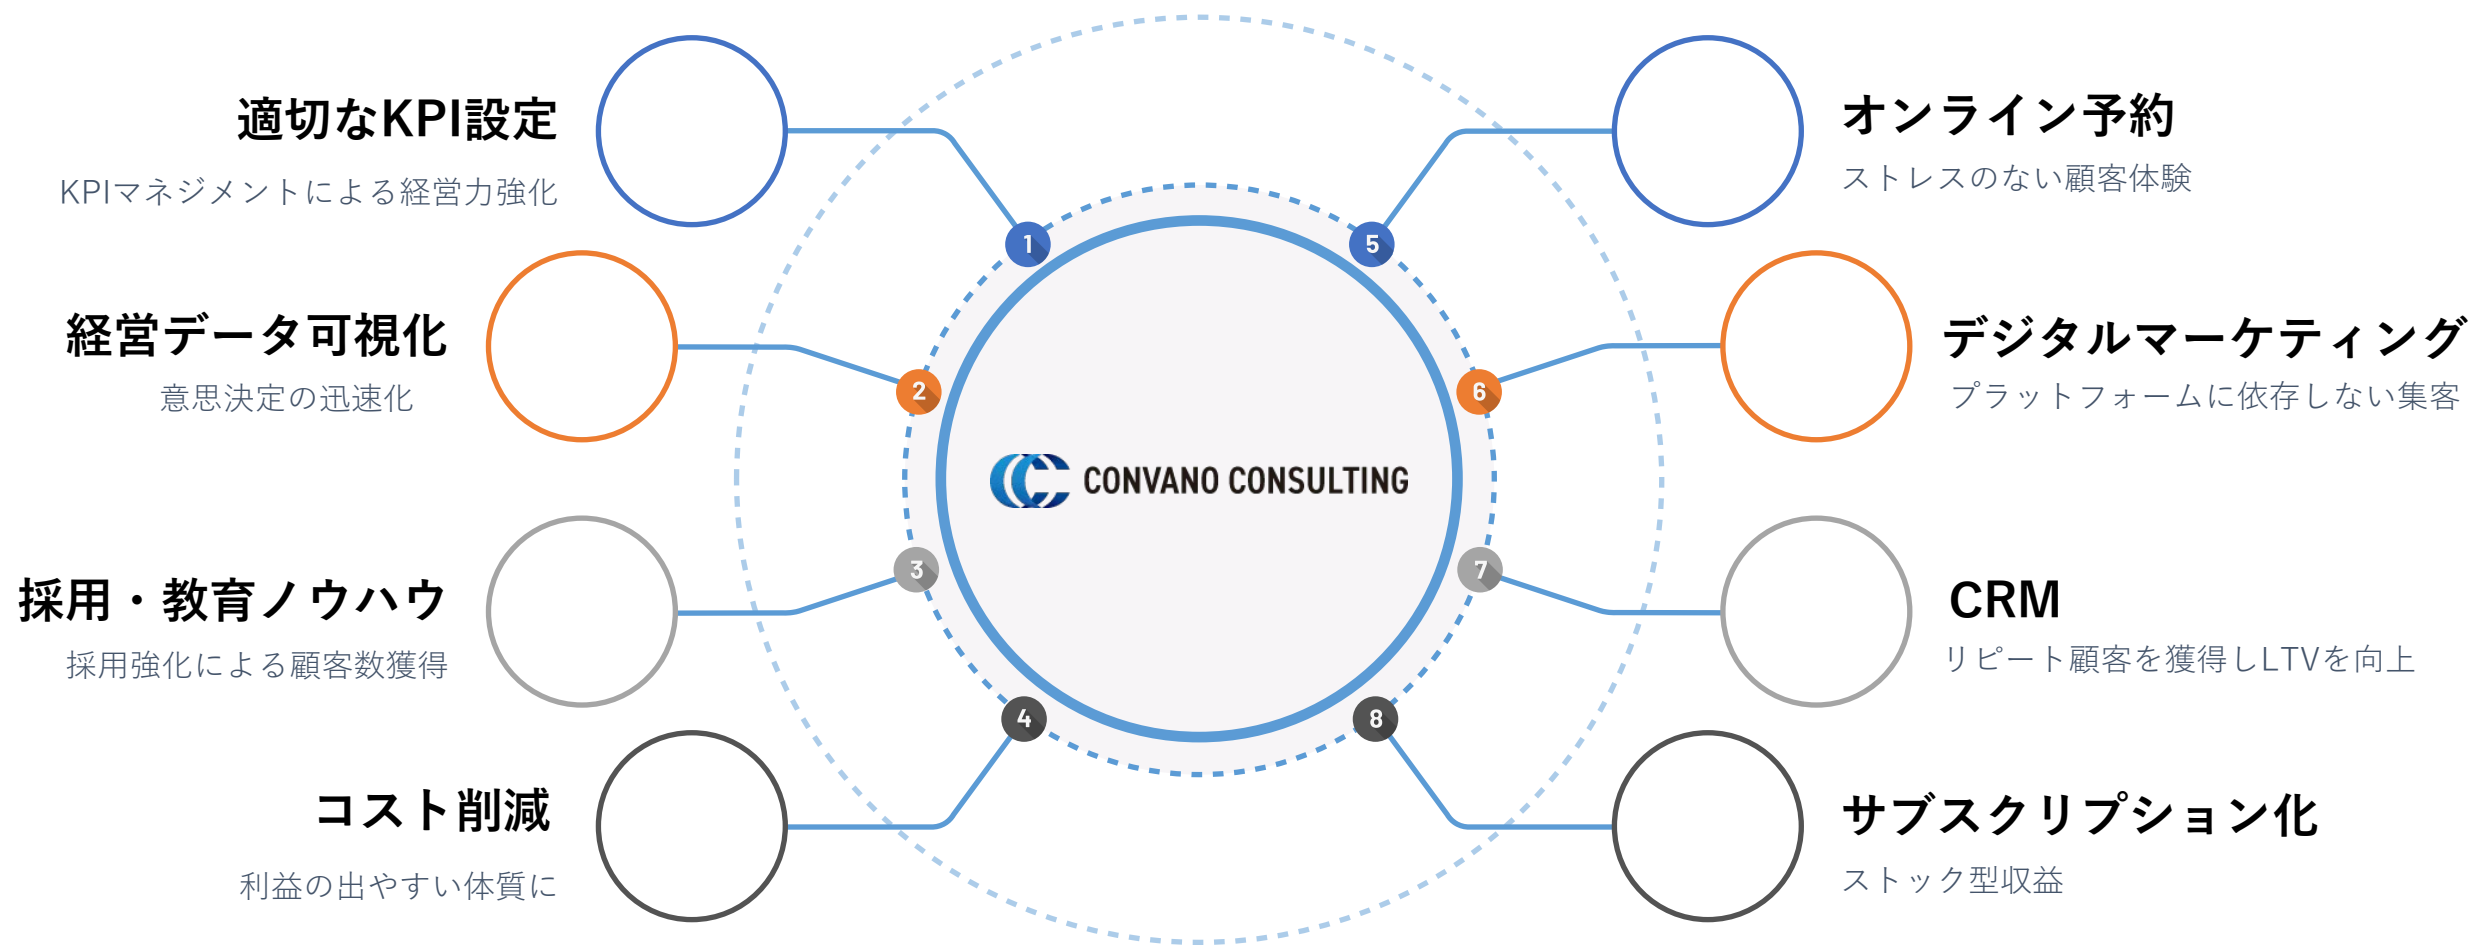 適切なKPI設定
KPIマネジメントによる経営力強化
1
経営データ可視化
意思決定の迅速化
2
採用・教育ノウハウ
採用強化による顧客数獲得
3
コスト削減
利益の出やすい体質に
4
CONVANO CONSULTING
オンライン予約
ストレスのない顧客体験
5
デジタルマーケティング
プラットフォームに依存しない集客
6
CRM
リピート顧客を獲得しLTVを向上
7
サブスクリプション化
ストック型収益
8